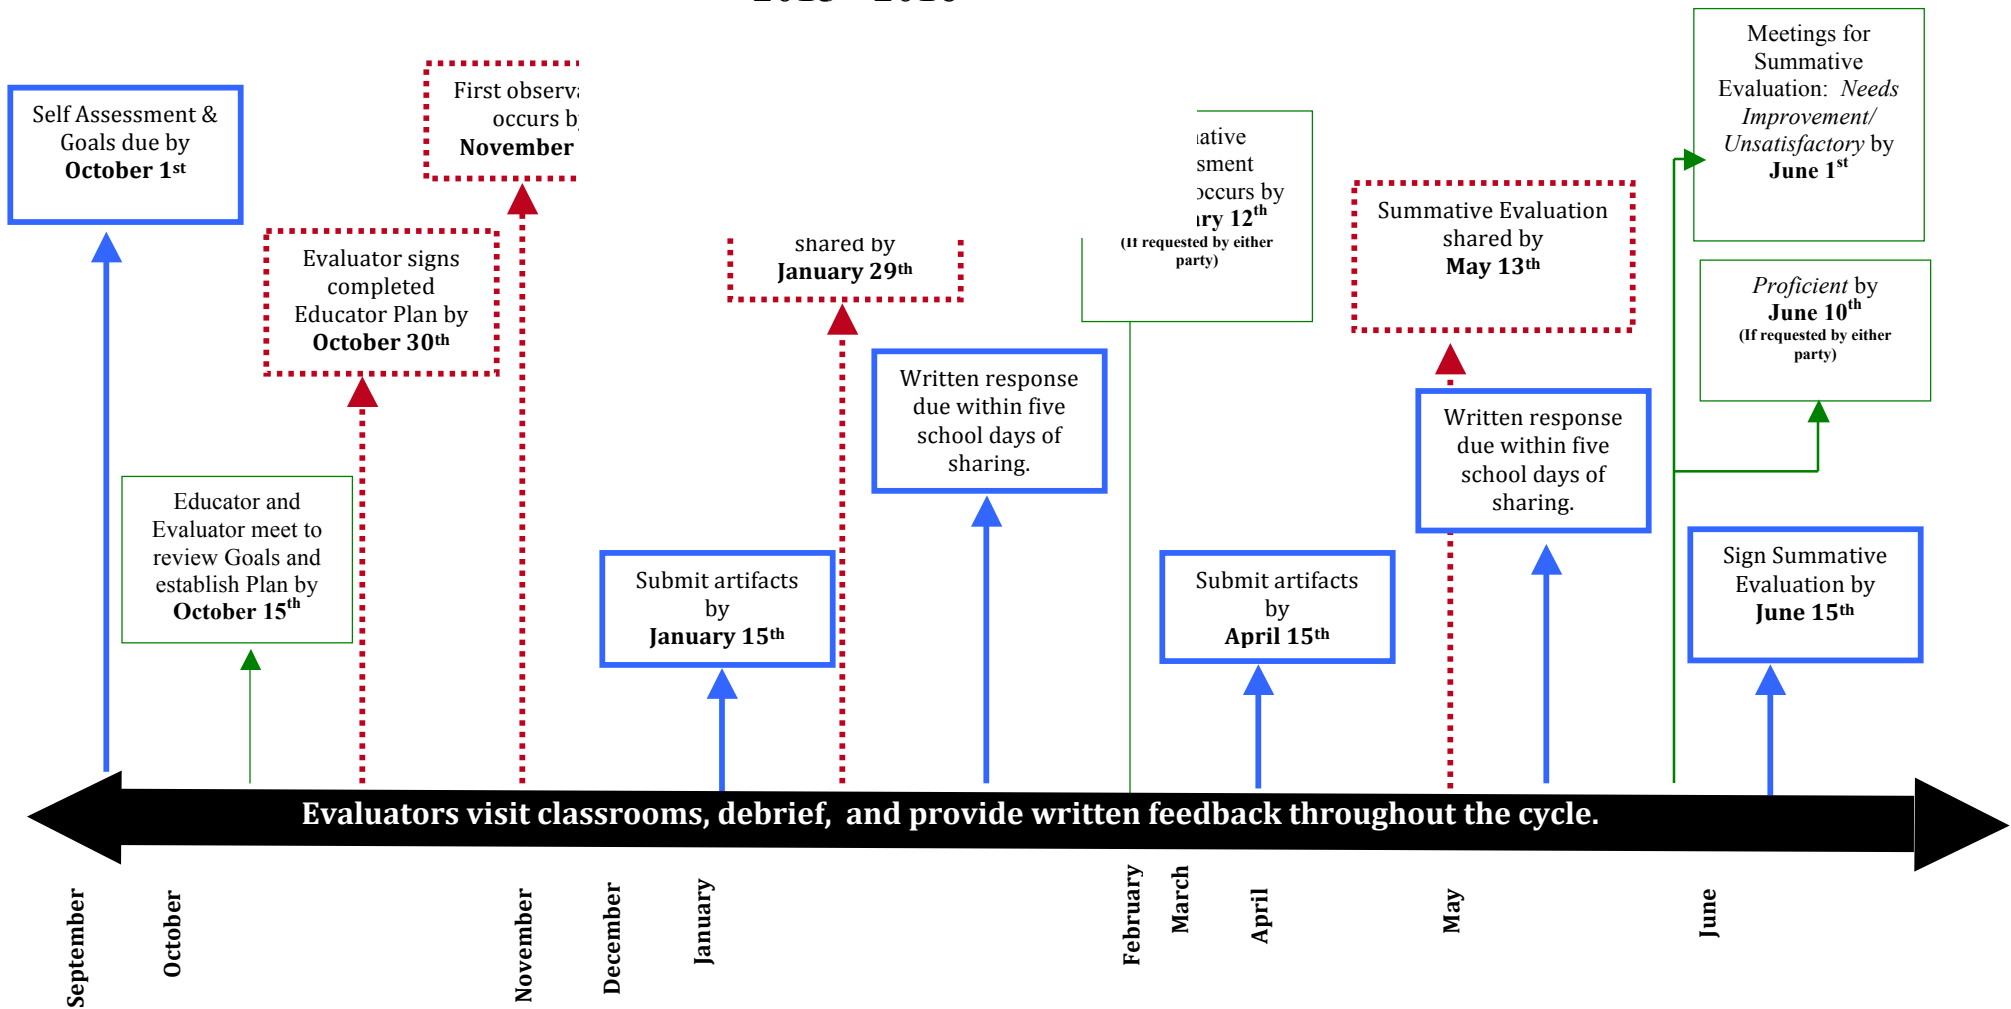 Self Assessment &
Goals due by
October 1st
Educator and
Evaluator meet to
review Goals and
establish Plan by
October 15th
Evaluator signs
completed
Educator Plan by
October 30th
First
occurs
November
Submit artifacts
by
January 15th
shared by
January 29th
Written response
due within five
school days of
sharing.
occurs by
12th
(If requested by either
party)
Submit artifacts
by
April 15th
Summative Evaluation
shared by
May 13th
Written response
due within five
school days of
sharing.
Meetings for
Summative
Evaluation: Needs
Improvement/
Unsatisfactory by
June 1st
Proficient by
June 10th
(If requested by either
party)
Sign Summative
Evaluation by
June 15th
Evaluators visit classrooms, debrief, and provide written feedback throughout the cycle.
September
October
November
December
January
February
March
April
May
June